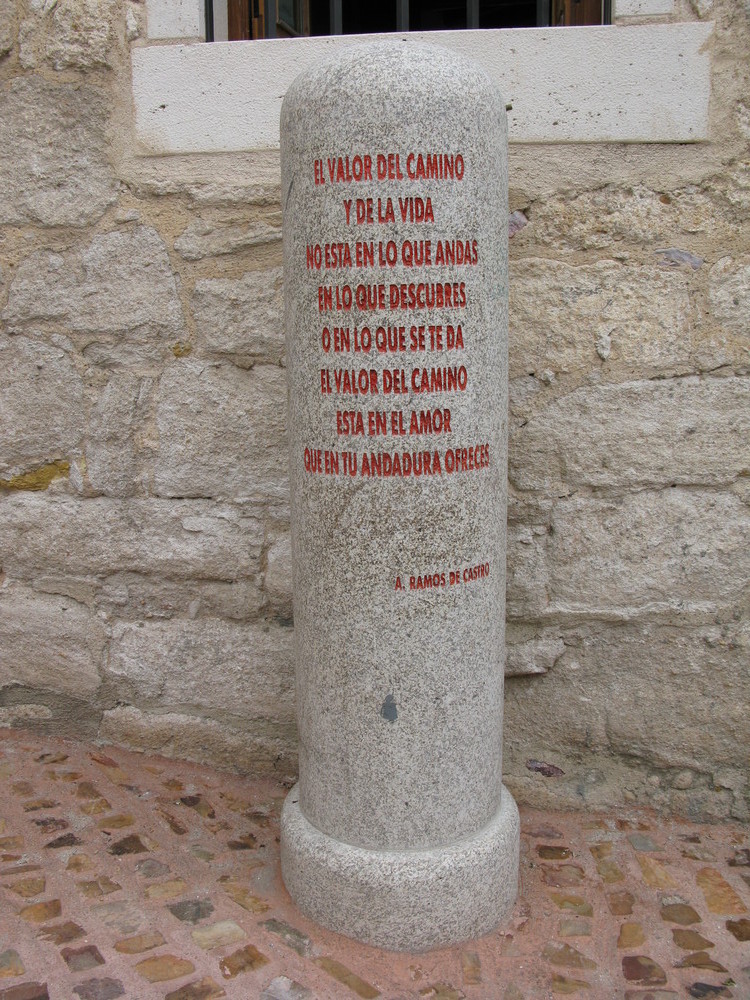 EL VALOR DEL CAMINO
Y DE LA VIDA
NO ESTA EN LO QUE ANDAS
EN LO QUE DESCUBRES
O EN LO QUE SE TE DA
EL VALOR DEL CAMINO
ESTA EN EL AMOR
QUE EN TU ANDADURA OFRECES
A. RAMOS DE CASTRO